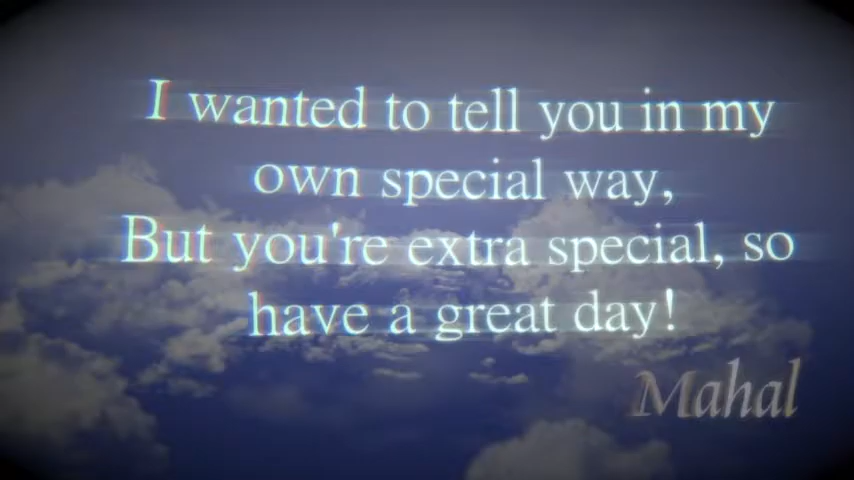 I wanted to tell you in my
own special way,
But you're extra special, so
have a great day!
Mahal